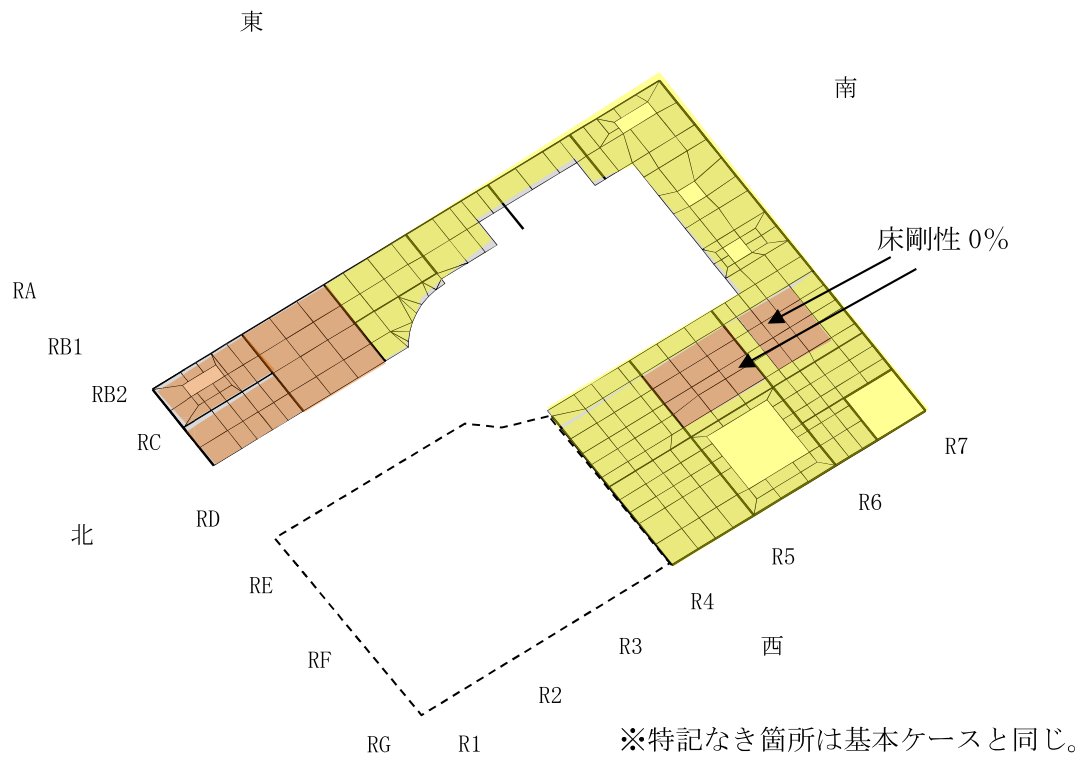 東
南
床剛性 0%
RA
RB1
RB2
RC
R7
R6
RD
北
R5
RE
R4
R3
西
RF
R2
RG
R1
※特記なき箇所は基本ケースと同じ。